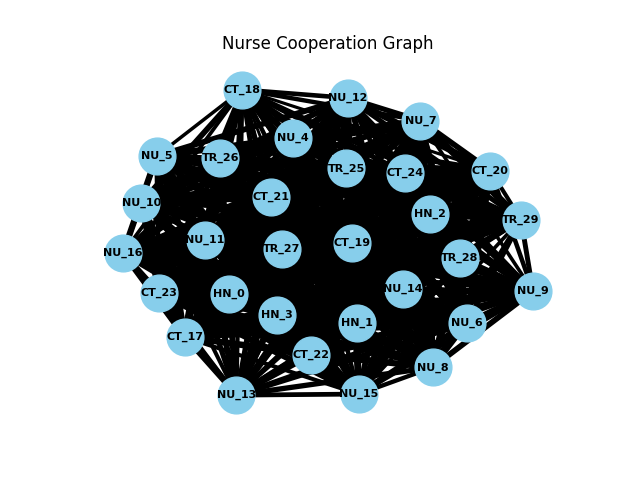 Nurse Cooperation Graph
CT_18
NU_12
NU_7
NU_4
NU_5
TR_26
TR_25
CT_24
CT_20
CT_21
NU_10
HN_2
TR_29
NU_11
CT_19
TR_27
NU_16
TR_28
NU_14
NU_9
CT_23
HN_0
HN_3
HN_1
NU_6
CT_17
CT_22
NU_8
NU_13
NU_15